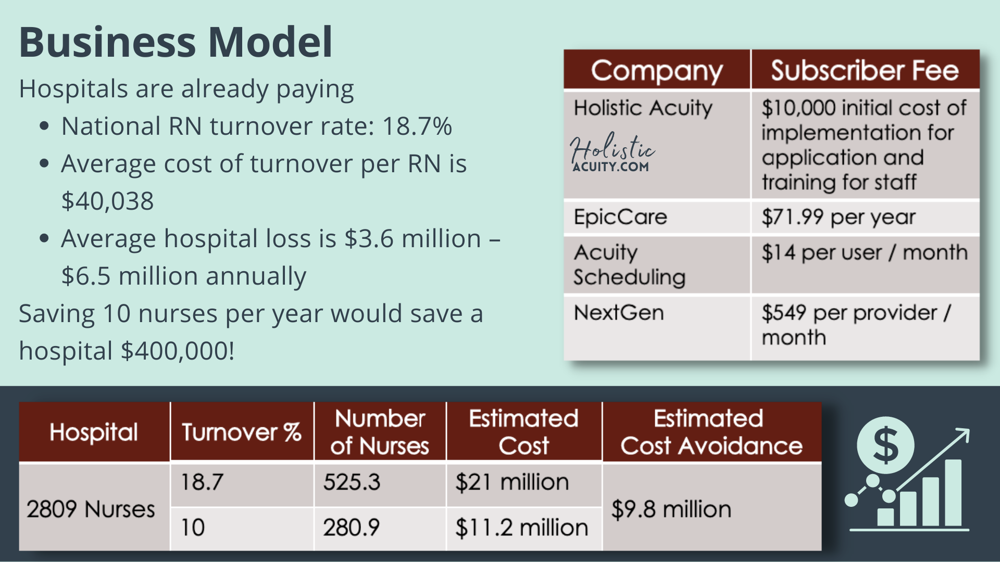 Business Model
Hospitals are already paying
• National RN turnover rate: 18.7%
• Average cost of turnover per RN is
$40,038
• Average hospital loss is $3.6 million –
$6.5 million annually
Saving 10 nurses per year would save a
hospital $400,000!
Company
Subscriber Fee
Holistic Acuity
Holistic
ACUITY.COM
$10,000 initial cost of
implementation for
application and
training for staff
EpicCare
$71.99 per year
Acuity
Scheduling
$14 per user / month
NextGen
$549 per provider /
month
Hospital
Turnover %
Number
of Nurses
Estimated
Cost
Estimated
Cost Avoidance
2809 Nurses
18.7
525.3
$21 million
10
280.9
$11.2 million
$9.8 million
$